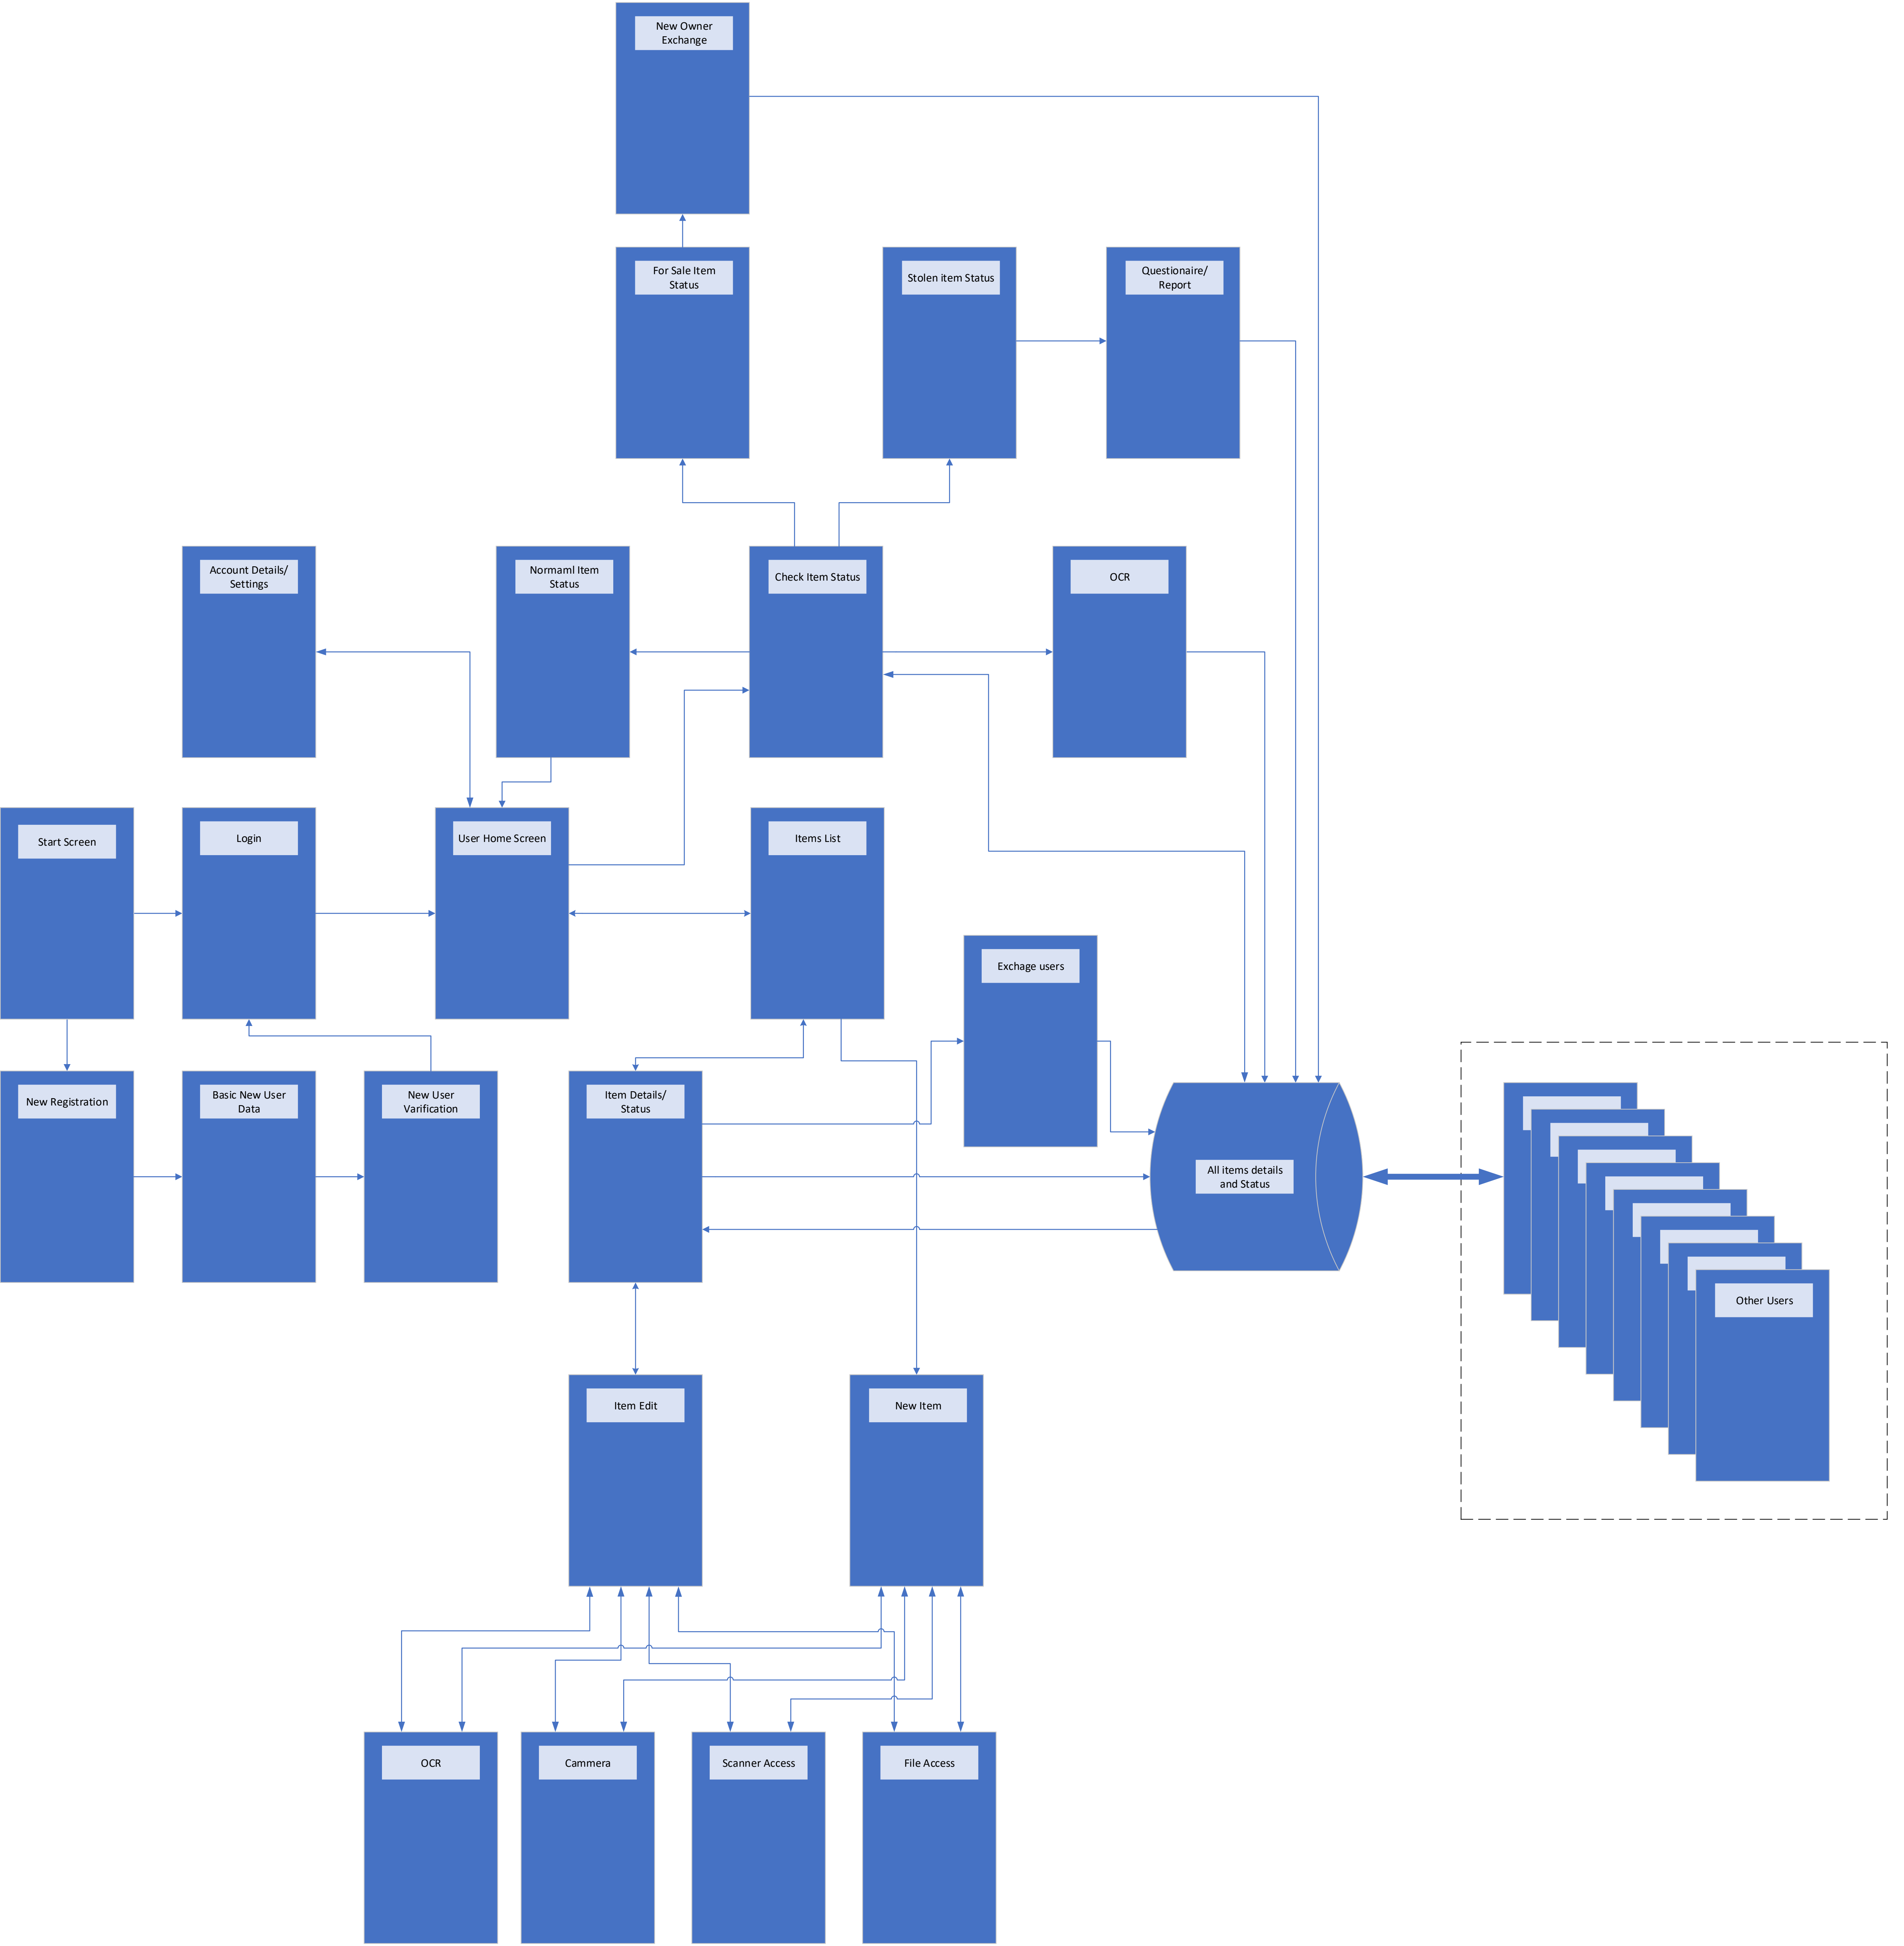 New Owner
Exchange
For Sale Item
Status
Stolen item Status
Questionaire/
Report
Account Details/
Settings
Normaml Item
Status
Check Item Status
OCR
Start Screen
Login
User Home Screen
Items List
Exchage users
New Registration
Basic New User
Data
New User
Varification
Item Details/
Status
All items details
and Status
Other Users
Item Edit
New Item
OCR
Cammera
Scanner Access
File Access